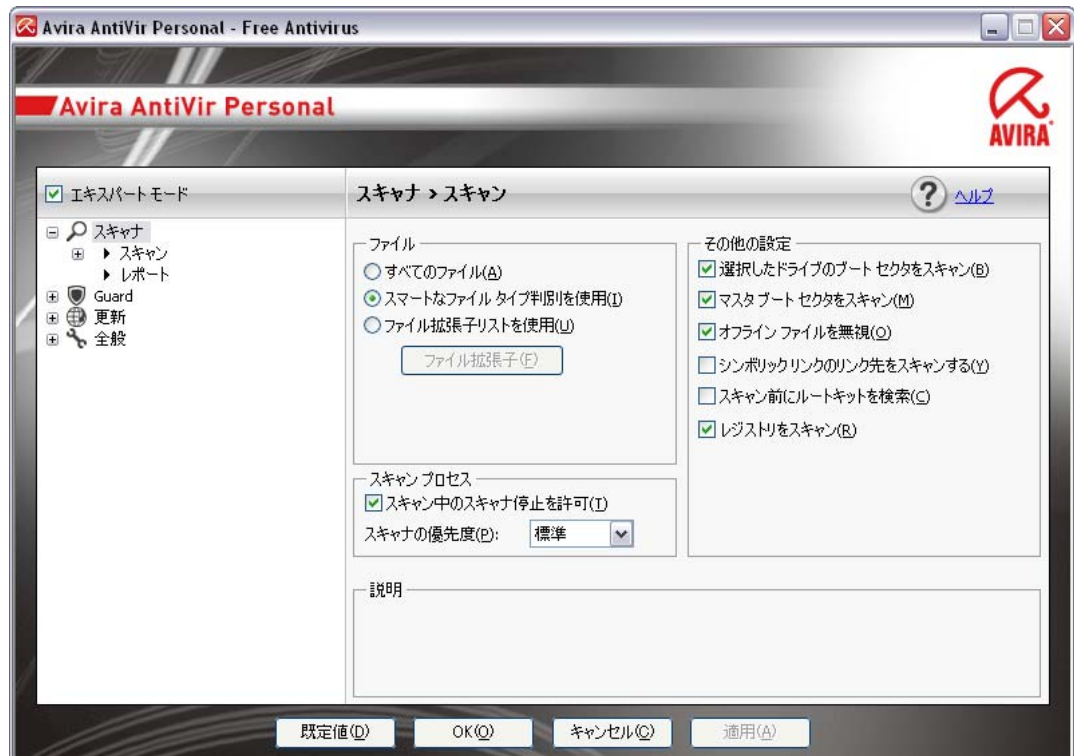 Avira AntiVir Personal - Free Antivirus
Avira AntiVir Personal
AVIRA
エキスパート モード
スキャナ > スキャン
? ヘルプ
スキャナ
スキャン
レポート
Guard
更新
全般
ファイル
すべてのファイル(A)
スマートなファイル タイプ判別を使用(I)
ファイル拡張子リストを使用(U)
ファイル拡張子(F)
スキャン プロセス
スキャン中のスキャナ停止を許可(T)
スキャナの優先度(P): 標準
その他の設定
選択したドライブのブート セクタをスキャン(B)
マスタ ブート セクタをスキャン(M)
オフライン ファイルを無視(O)
シンボリック リンクのリンク先をスキャンする(Y)
スキャン前にルートキットを検索(C)
レジストリをスキャン(R)
説明
既定値(D) OK(O) キャンセル(C) 適用(A)